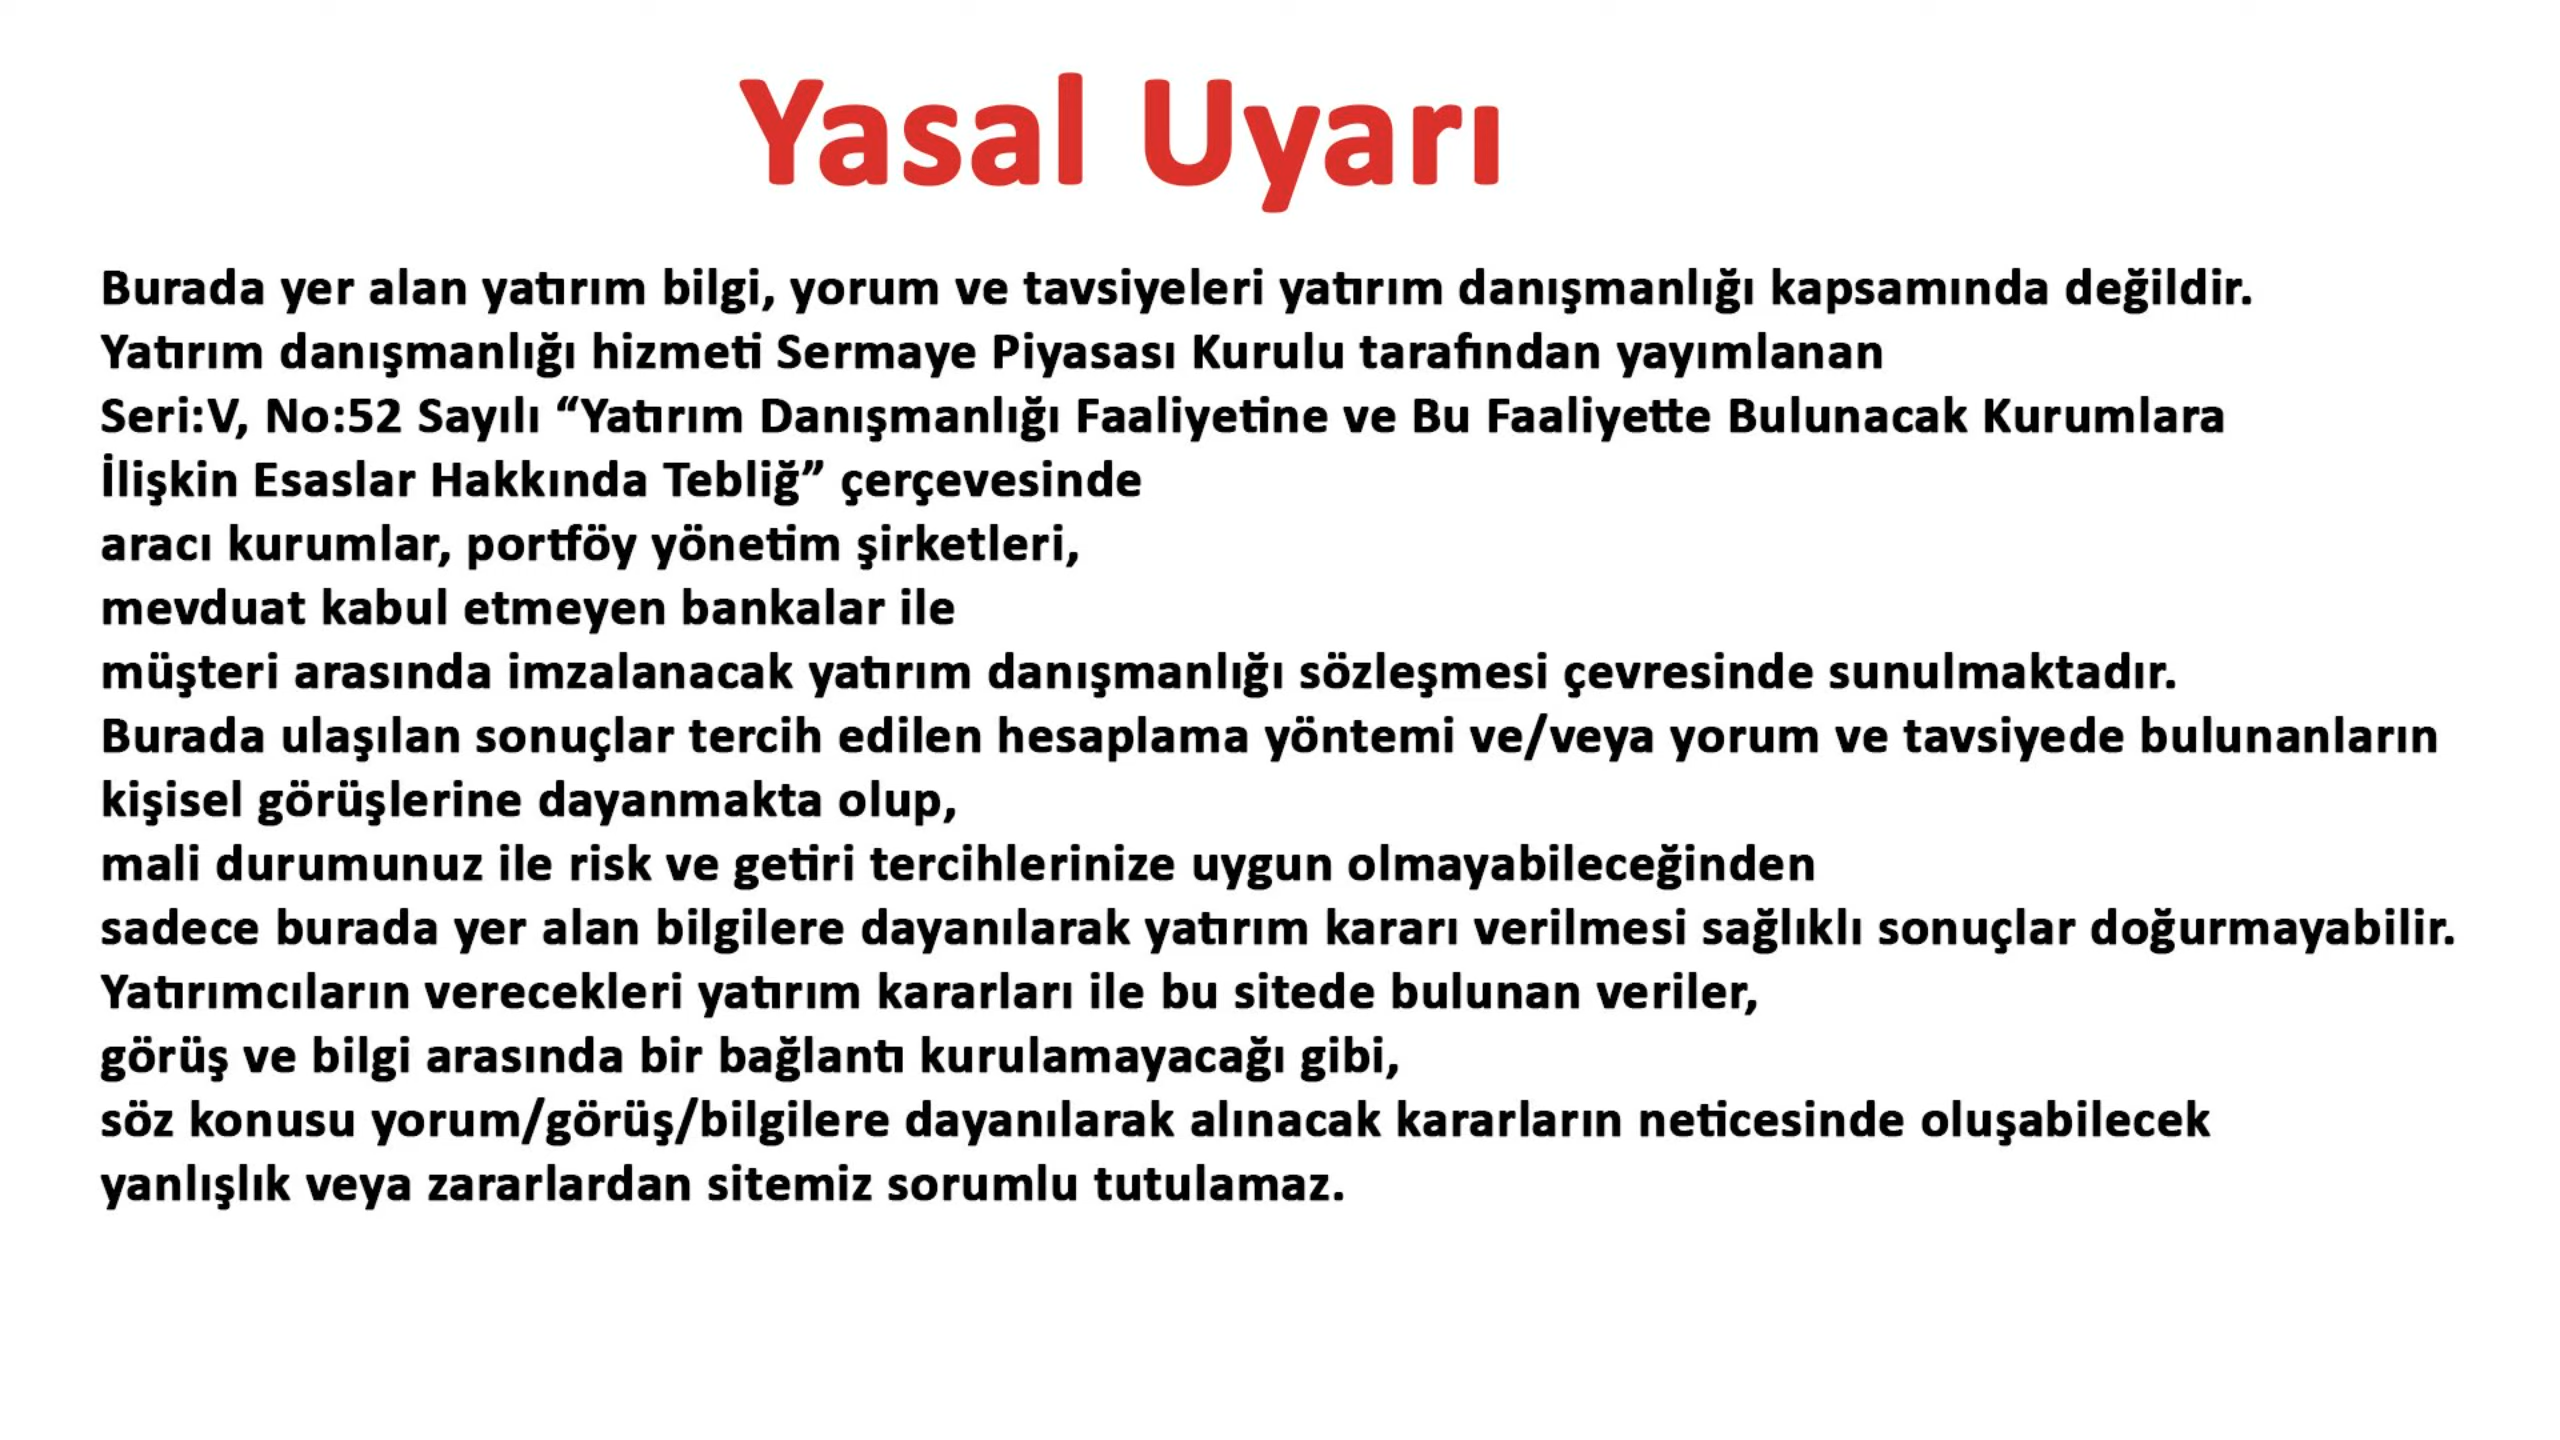 Yasal Uyarı
Burada yer alan yatırım bilgi, yorum ve tavsiyeleri yatırım danışmanlığı kapsamında değildir.
Yatırım danışmanlığı hizmeti Sermaye Piyasası Kurulu tarafından yayımlanan
Seri:V, No:52 Sayılı “Yatırım Danışmanlığı Faaliyetine ve Bu Faaliyette Bulunacak Kurumlara
İlişkin Esaslar Hakkında Tebliğ” çerçevesinde
aracı kurumlar, portföy yönetim şirketleri,
mevduat kabul etmeyen bankalar ile
müşteri arasında imzalanacak yatırım danışmanlığı sözleşmesi çevresinde sunulmaktadır.
Burada ulaşılan sonuçlar tercih edilen hesaplama yöntemi ve/veya yorum ve tavsiyede bulunanların
kişisel görüşlerine dayanmakta olup,
mali durumunuz ile risk ve getiri tercihlerinize uygun olmayabileceğinden
sadece burada yer alan bilgilere dayanılarak yatırım kararı verilmesi sağlıklı sonuçlar doğurmayabilir.
Yatırımcıların verecekleri yatırım kararları ile bu sitede bulunan veriler,
görüş ve bilgi arasında bir bağlantı kurulamayacağı gibi,
söz konusu yorum/görüş/bilgilere dayanılarak alınacak kararların neticesinde oluşabilecek
yanlışlık veya zararlardan sitemiz sorumlu tutulamaz.